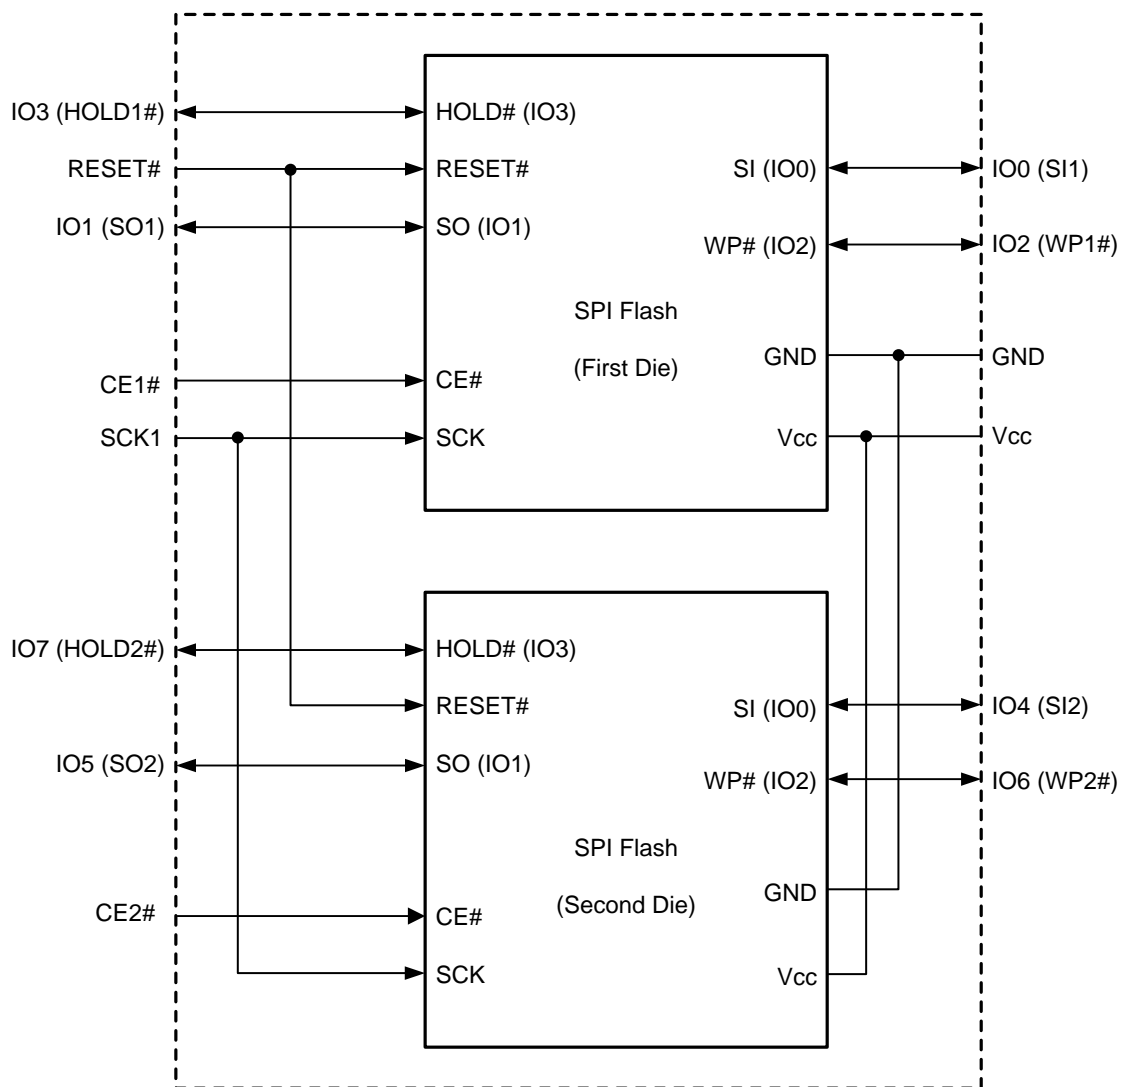 IO3 (HOLD1#)
HOLD# (IO3)
RESET#
RESET#
SI (IO0)
IO0 (SI1)
IO1 (SO1)
SO (IO1)
WP# (IO2)
IO2 (WP1#)
SPI Flash
(First Die)
GND
GND
CE1#
CE#
SCK1
SCK
Vcc
Vcc
IO7 (HOLD2#)
HOLD# (IO3)
RESET#
SI (IO0)
IO4 (SI2)
IO5 (SO2)
SO (IO1)
WP# (IO2)
IO6 (WP2#)
SPI Flash
(Second Die)
GND
CE2#
CE#
SCK
Vcc